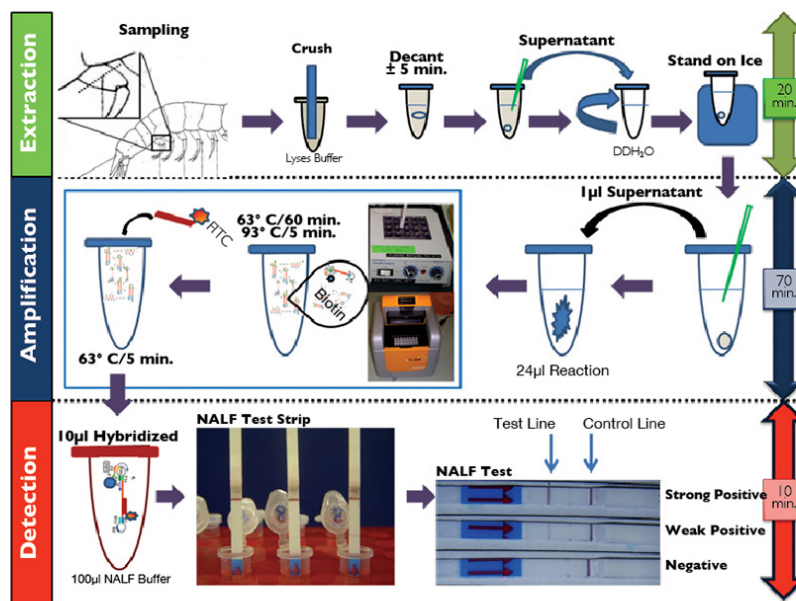 Extraction
Sampling
Crush
Lyses Buffer
Decant
± 5 min.
Supernatant
DDH₂O
Stand on Ice
20
min.
Amplification
1µl Supernatant
24µl Reaction
63° C/60 min.
93° C/5 min.
Biotin
FITC
63° C/5 min.
70
min.
Detection
10µl Hybridized
100µl NALF Buffer
NALF Test Strip
NALF Test
Test Line
Control Line
Strong Positive
Weak Positive
Negative
10
min.